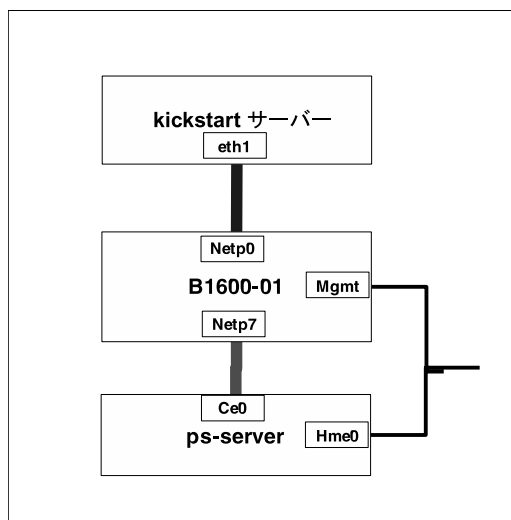 kickstart サーバー
eth1
Netp0
B1600-01
Mgmt
Netp7
Ce0
ps-server
Hme0